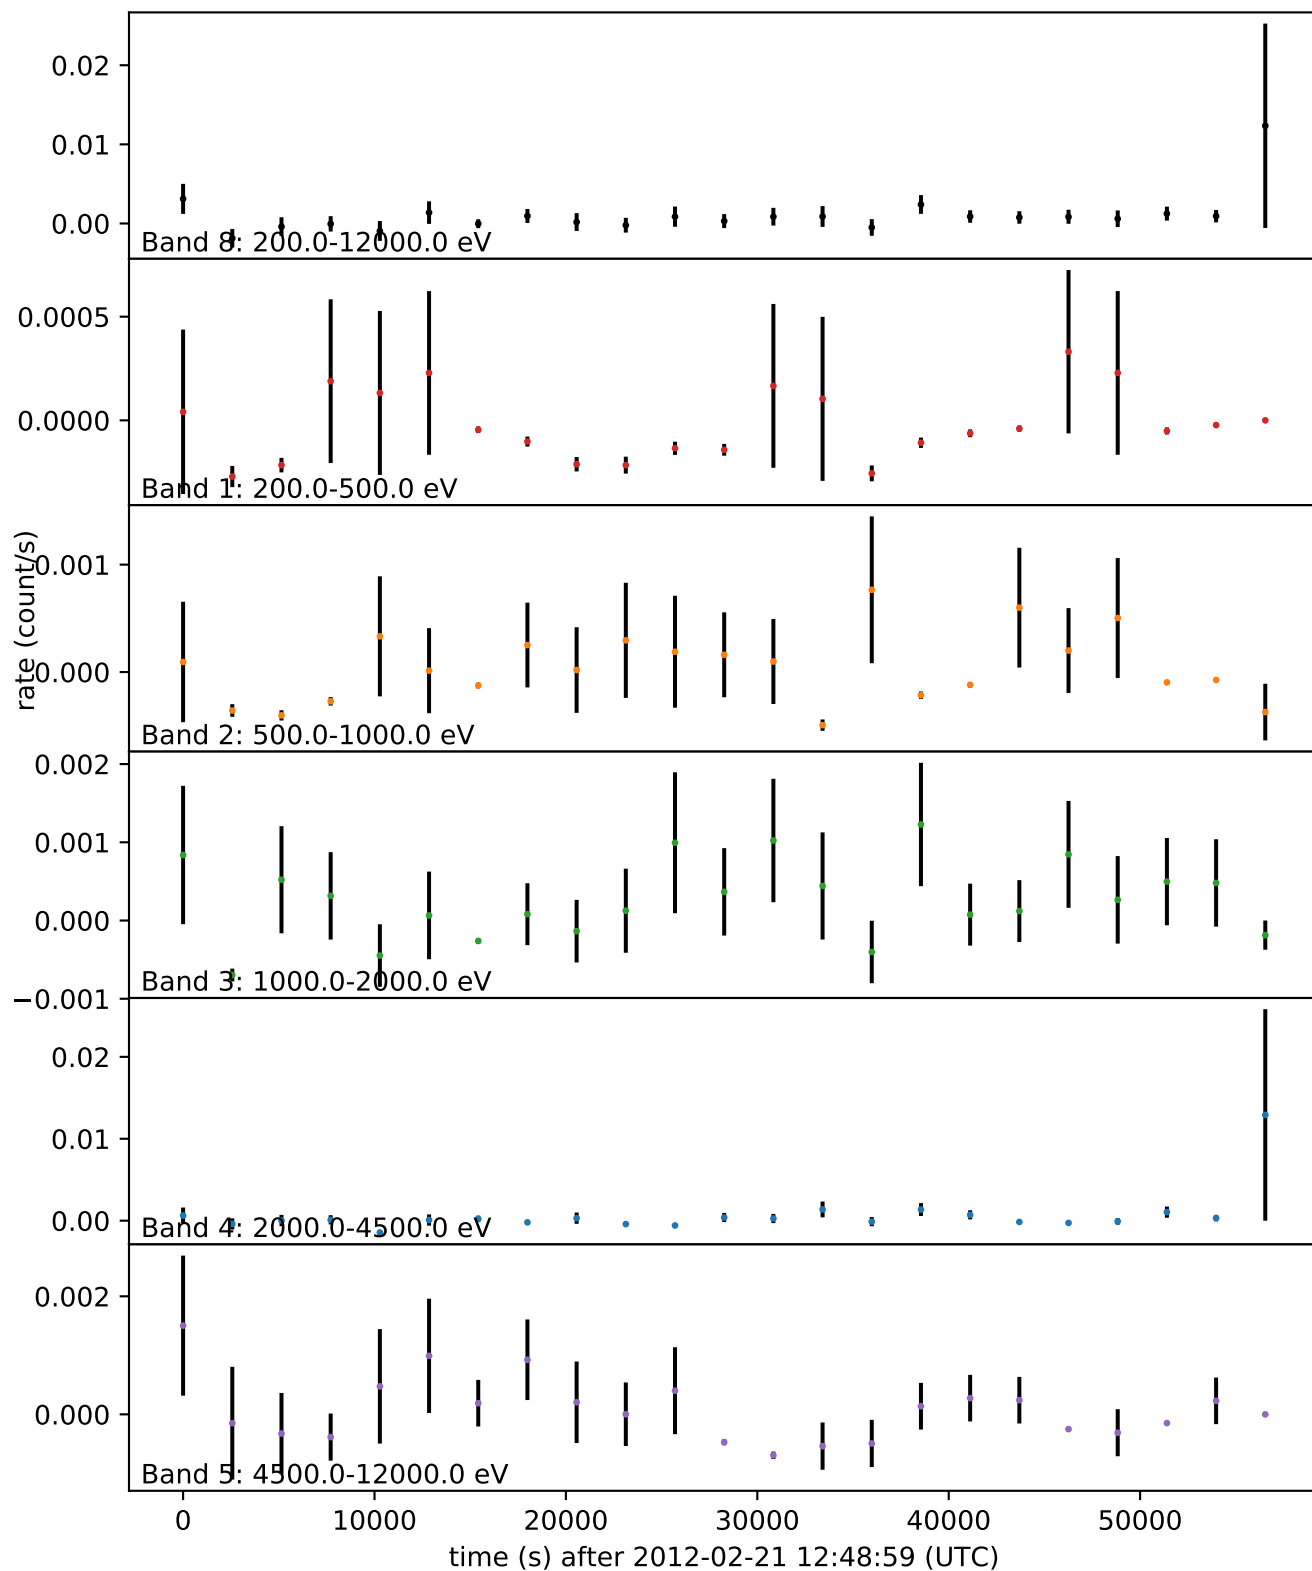 0.02
0.01
0.00
Band 8: 200.0-12000.0 eV
0.0005
0.0000
Band 1: 200.0-500.0 eV
rate (count/s)
0.001
0.000
Band 2: 500.0-1000.0 eV
0.002
0.001
0.000
−0.001
Band 3: 1000.0-2000.0 eV
0.02
0.01
0.00
Band 4: 2000.0-4500.0 eV
0.002
0.000
Band 5: 4500.0-12000.0 eV
0 10000 20000 30000 40000 50000
time (s) after 2012-02-21 12:48:59 (UTC)